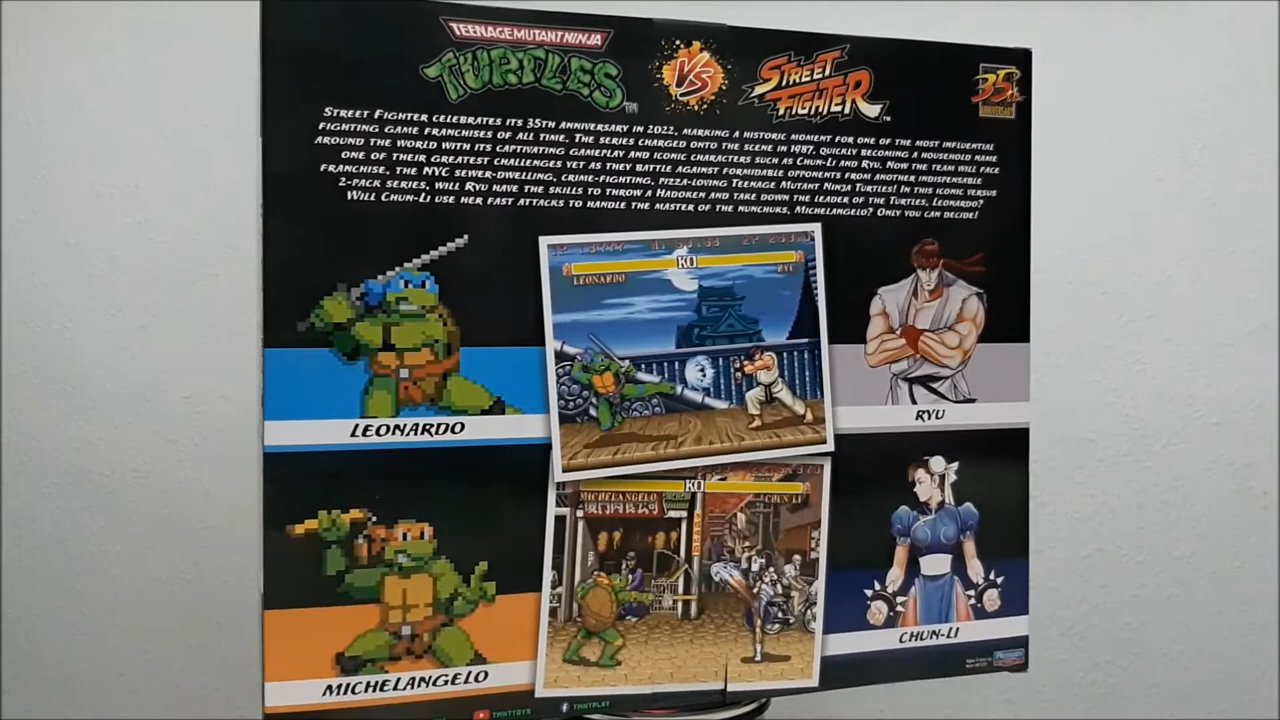 TEENAGE MUTANT NINJA
TURTLES™
VS
STREET
FIGHTER™
35th
ANNIVERSARY
STREET FIGHTER CELEBRATES ITS 35TH ANNIVERSARY IN 2022, MARKING A HISTORIC MOMENT FOR ONE OF THE MOST INFLUENTIAL
FIGHTING GAME FRANCHISES OF ALL TIME. THE SERIES CHARGED ONTO THE SCENE IN 1987, QUICKLY BECOMING A HOUSEHOLD NAME
AROUND THE WORLD WITH ITS CAPTIVATING GAMEPLAY AND ICONIC CHARACTERS SUCH AS CHUN-LI AND RYU. NOW THE TEAM WILL FACE
ONE OF THEIR GREATEST CHALLENGES YET AS THEY BATTLE AGAINST FORMIDABLE OPPONENTS FROM ANOTHER INDISPENSABLE
FRANCHISE, THE NYC SEWER-DWELLING, CRIME-FIGHTING, PIZZA-LOVING TEENAGE MUTANT NINJA TURTLES! IN THIS ICONIC VERSUS
2-PACK SERIES, WILL RYU HAVE THE SKILLS TO THROW A HADOKEN AND TAKE DOWN THE LEADER OF THE TURTLES, LEONARDO?
WILL CHUN-LI USE HER FAST ATTACKS TO HANDLE THE MASTER OF THE NUNCHUKS, MICHELANGELO? ONLY YOU CAN DECIDE!
KO
LEONARDO
RYU
LEONARDO
RYU
KO
MICHELANGELO
CHUN LI
MICHELANGELO
CHUN-LI
Playmates
TMNTTOYS
TMNTPLAY